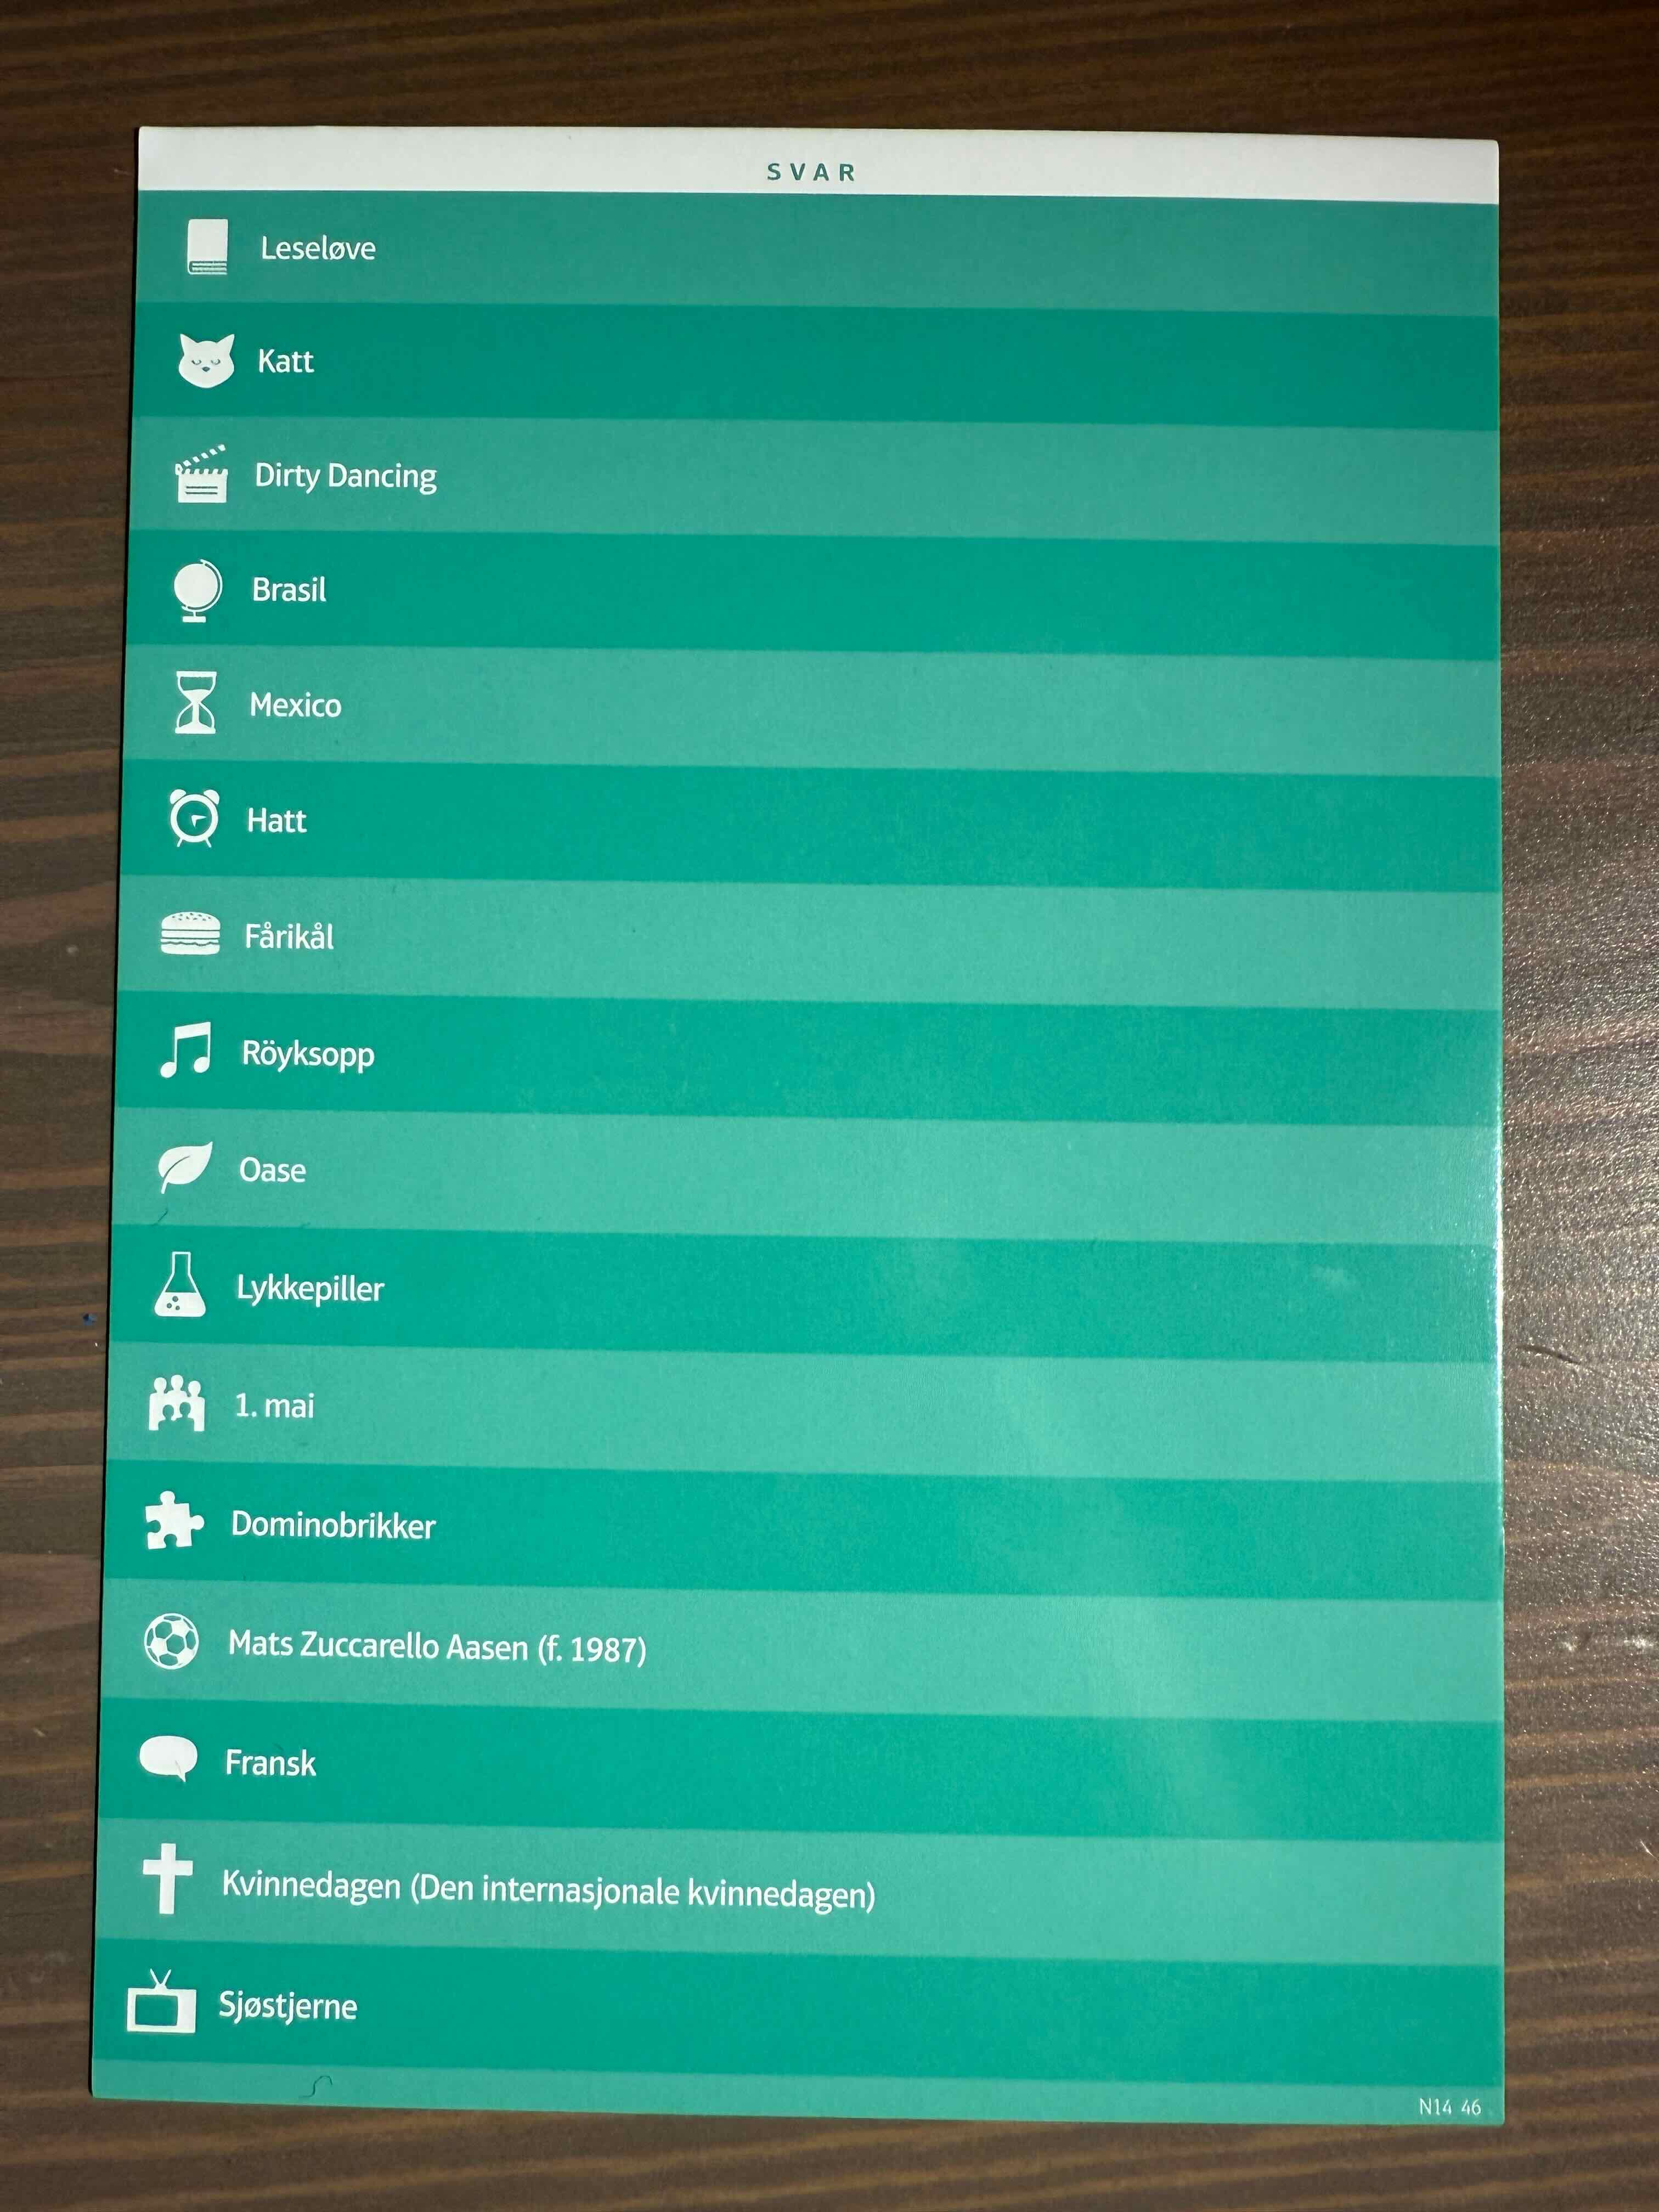 SVAR
Leseløve
Katt
Dirty Dancing
Brasil
Mexico
Hatt
Fårikål
Röyksopp
Oase
Lykkepiller
1. mai
Dominobrikker
Mats Zuccarello Aasen (f. 1987)
Fransk
Kvinnedagen (Den internasjonale kvinnedagen)
Sjøstjerne
N14 46